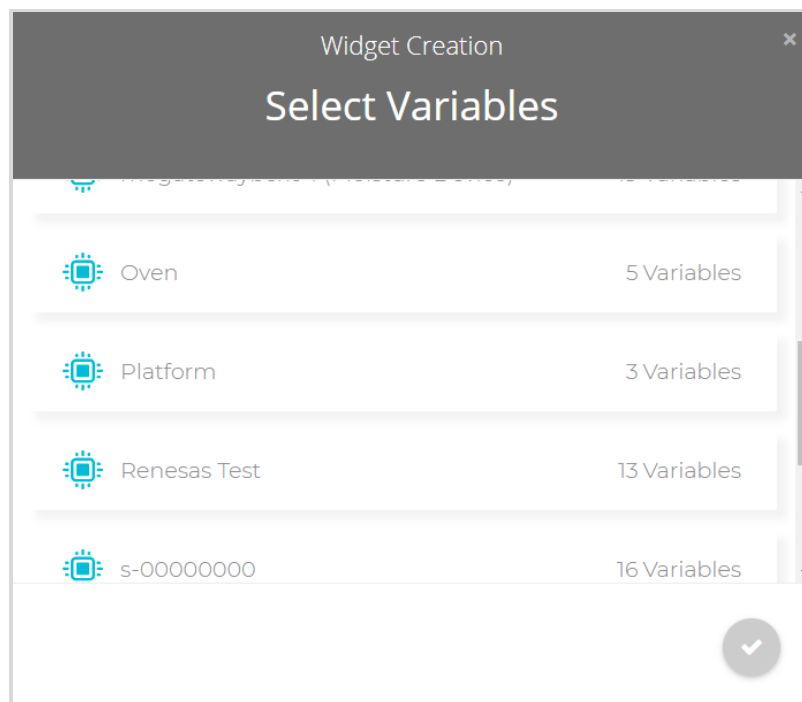 Widget Creation
Select Variables
Oven 5 Variables
Platform 3 Variables
Renesas Test 13 Variables
s-00000000 16 Variables